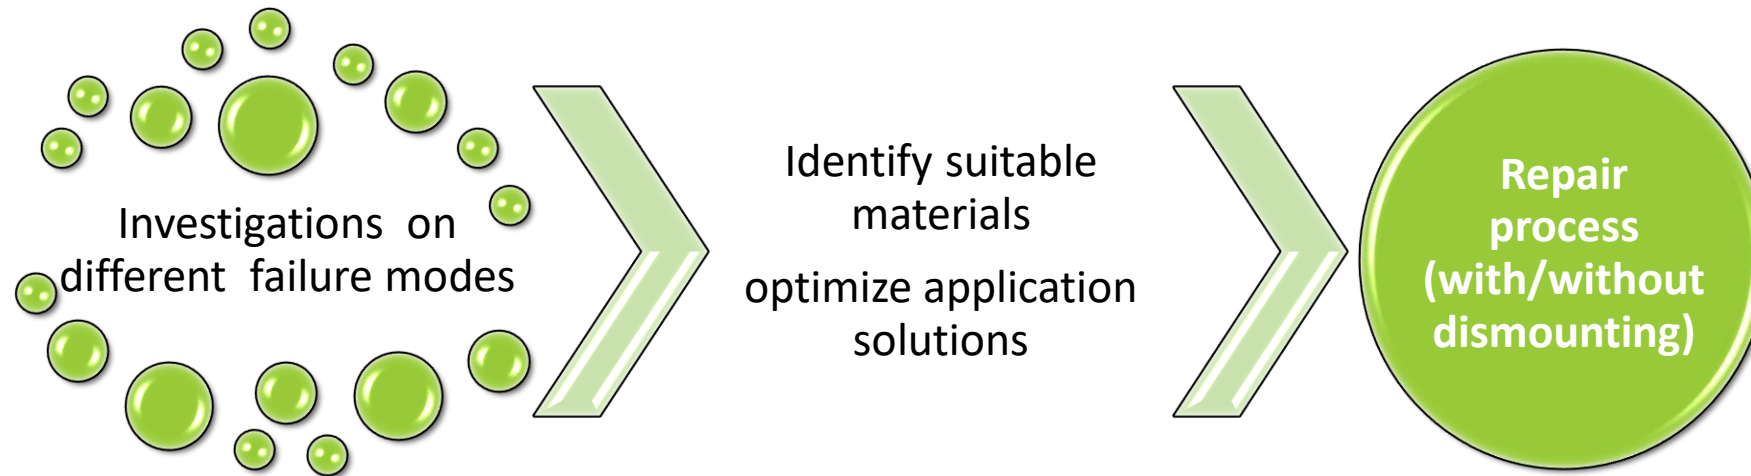 Investigations on
different failure modes
Identify suitable
materials
optimize application
solutions
Repair
process
(with/without
dismounting)